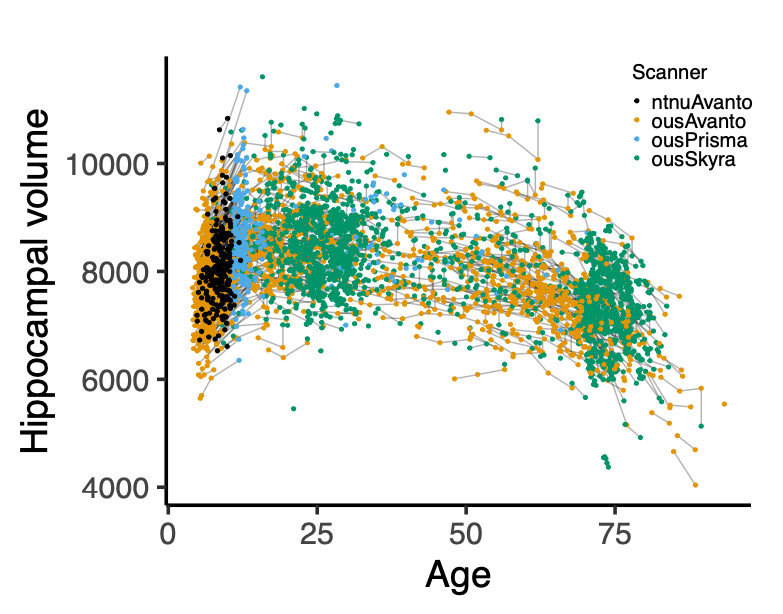 Scanner
ntnuAvanto
ousAvanto
ousPrisma
ousSkyra
Hippocampal volume
10000
8000
6000
4000
0 25 50 75
Age